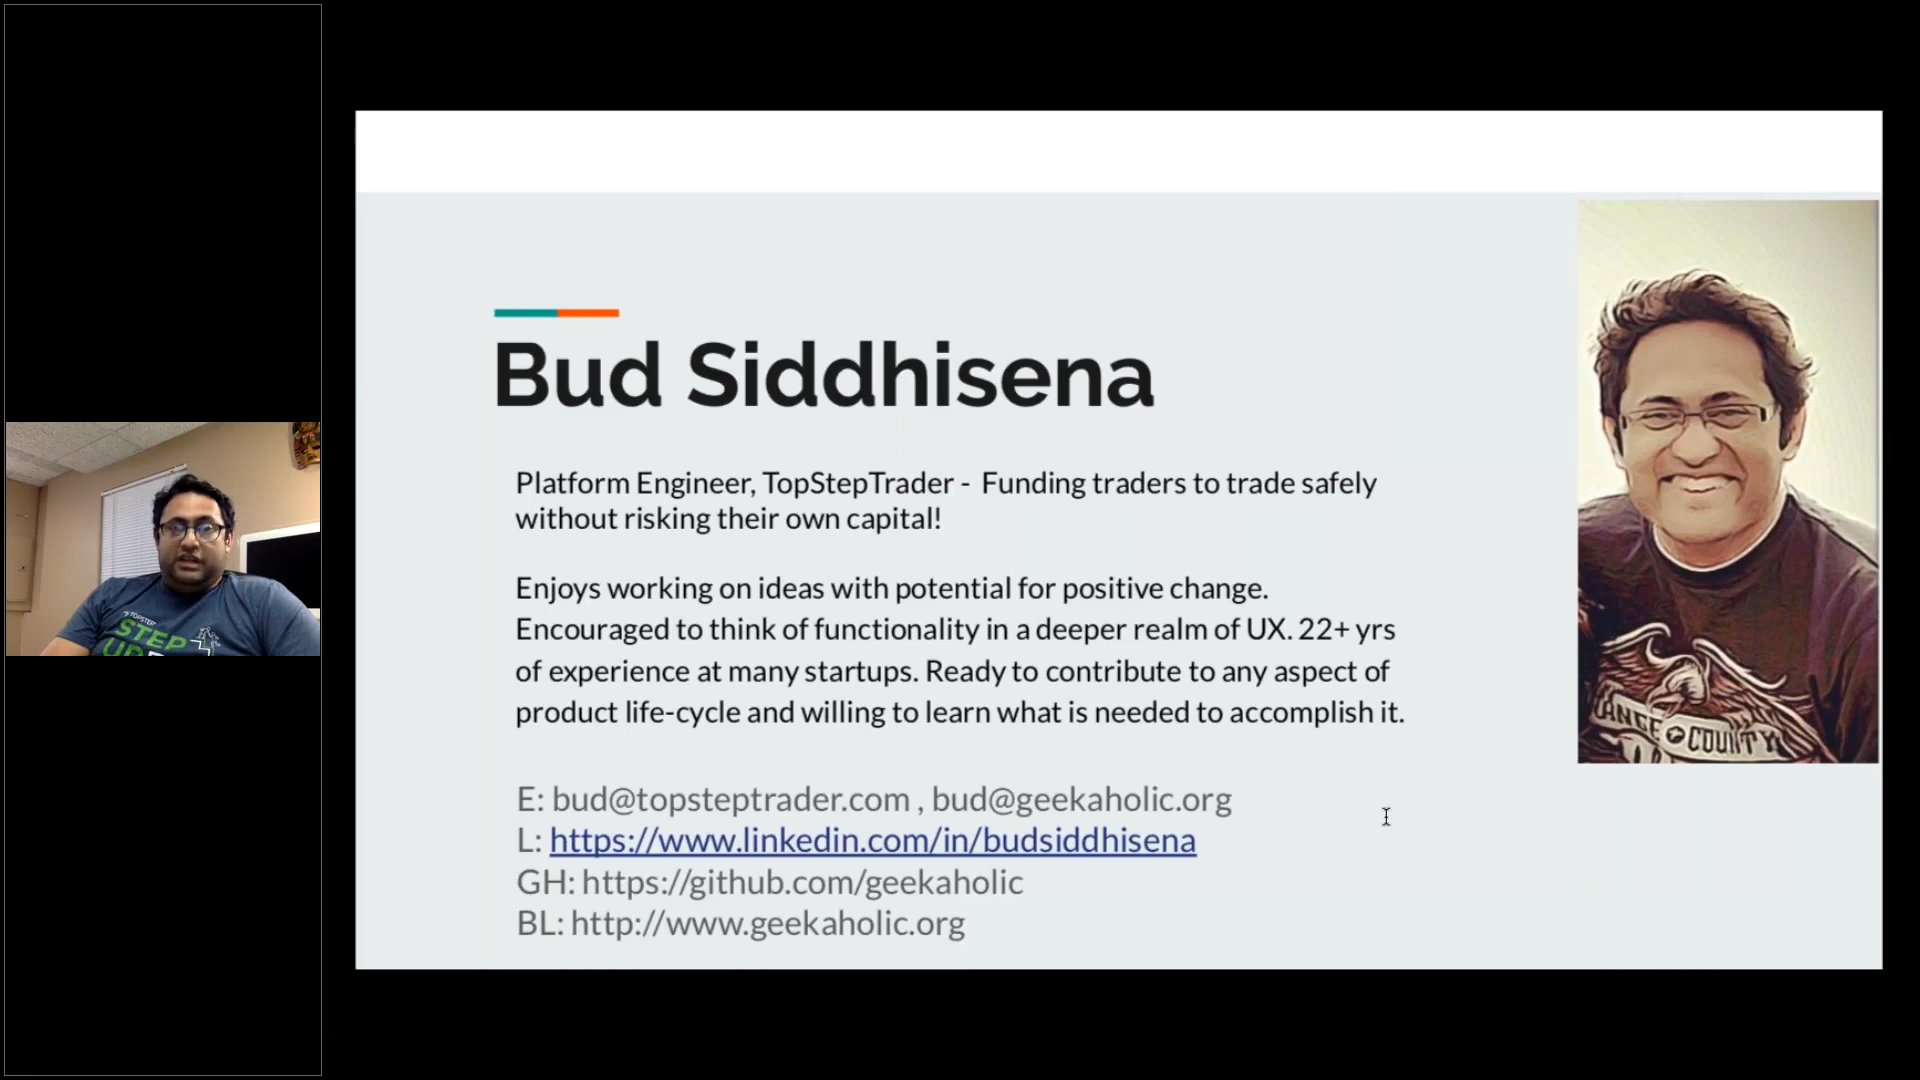 Bud Siddhisena
Platform Engineer, TopStepTrader - Funding traders to trade safely
without risking their own capital!
Enjoys working on ideas with potential for positive change.
Encouraged to think of functionality in a deeper realm of UX. 22+ yrs
of experience at many startups. Ready to contribute to any aspect of
product life-cycle and willing to learn what is needed to accomplish it.
E: bud@topsteptrader.com , bud@geekaholic.org
L: https://www.linkedin.com/in/budsiddhisena
GH: https://github.com/geekaholic
BL: http://www.geekaholic.org
TOPSTEP
STEP
COUNTY